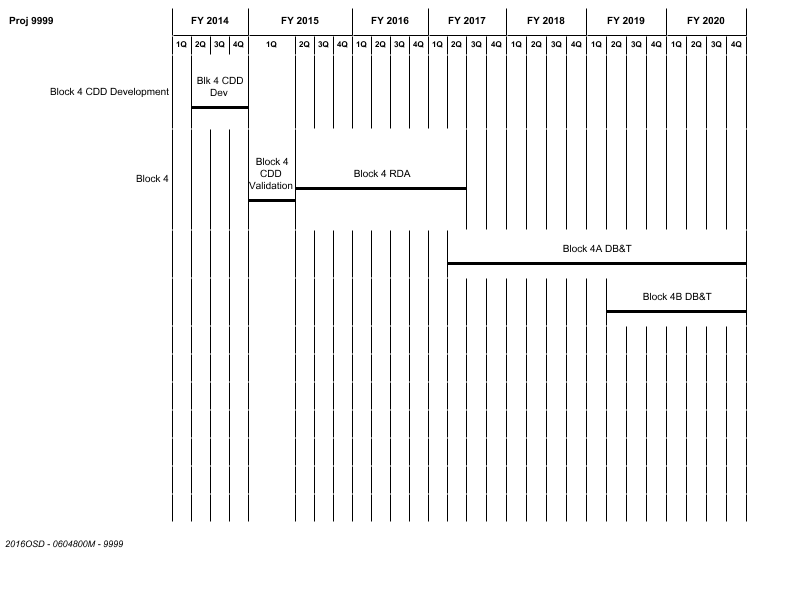 Proj 9999 FY 2014 FY 2015 FY 2016 FY 2017 FY 2018 FY 2019 FY 2020
1Q 2Q 3Q 4Q 1Q 2Q 3Q 4Q 1Q 2Q 3Q 4Q 1Q 2Q 3Q 4Q 1Q 2Q 3Q 4Q 1Q 2Q 3Q 4Q 1Q 2Q 3Q 4Q
Block 4 CDD Development
Blk 4 CDD
Dev
Block 4
Block 4
CDD
Validation
Block 4 RDA
Block 4A DB&T
Block 4B DB&T
2016OSD - 0604800M - 9999